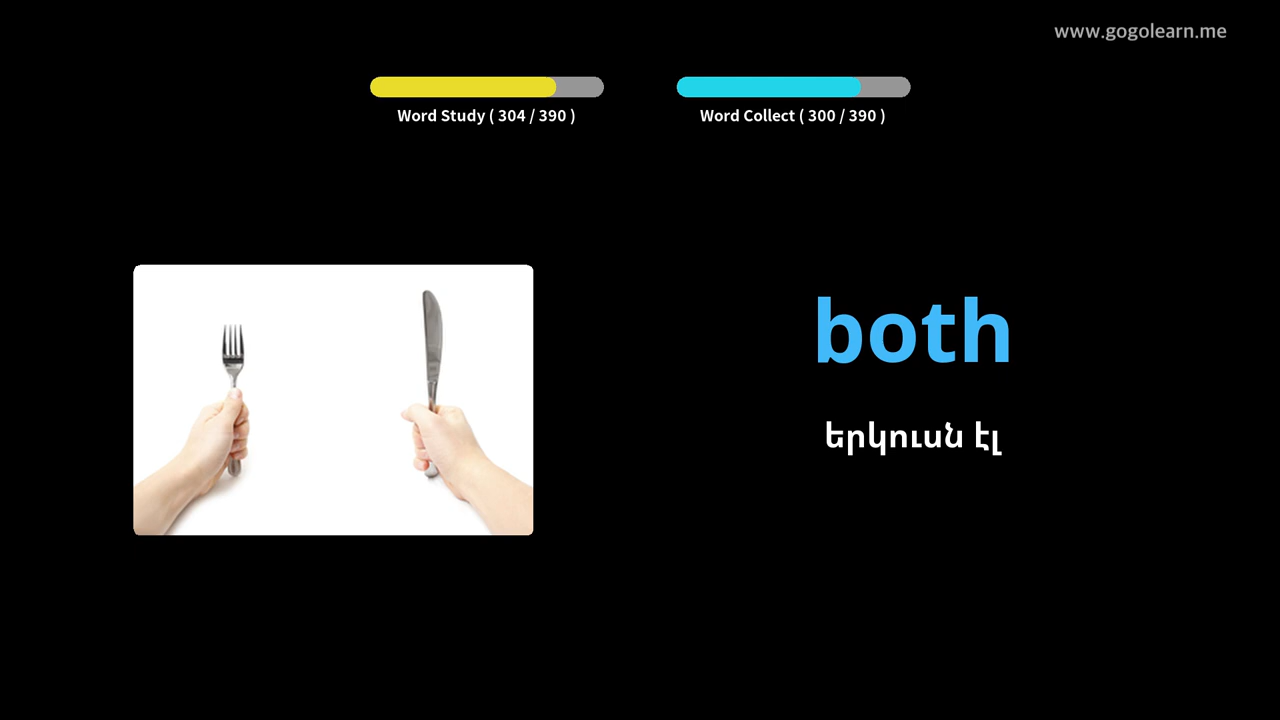 www.gogolearn.me
Word Study ( 304 / 390 )
Word Collect ( 300 / 390 )
both
երկուսն էլ